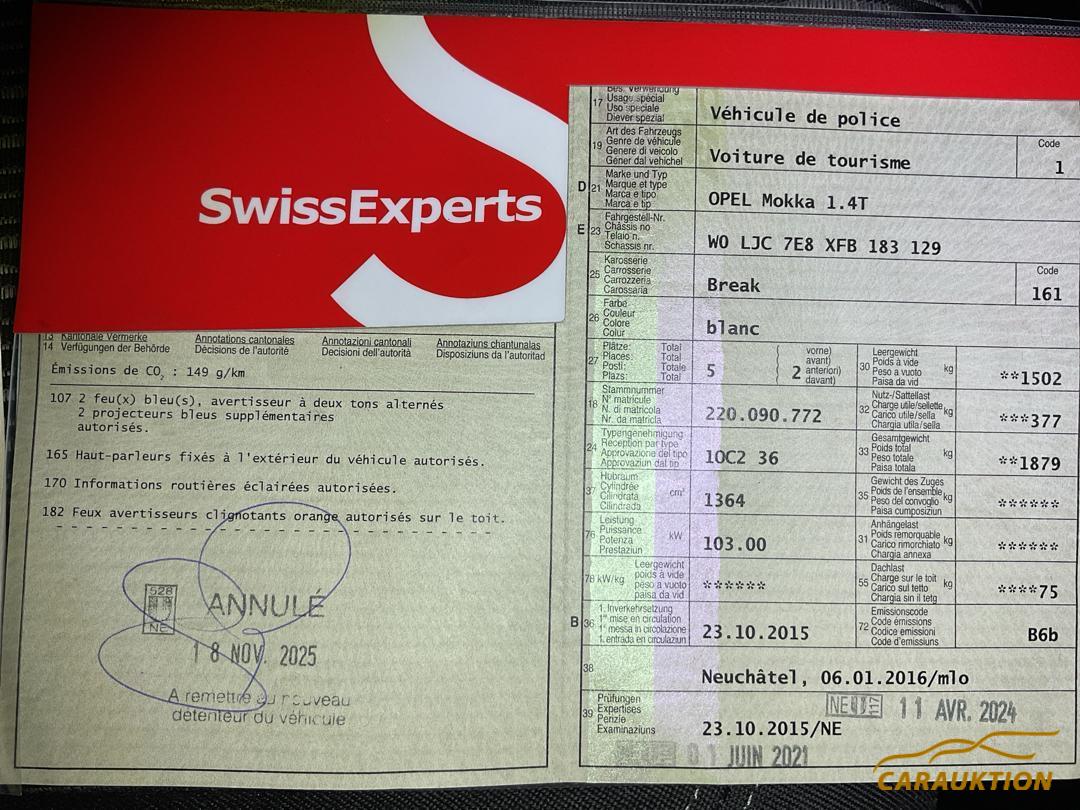 SwissExperts
13 Kantonale Vermerke Annotations cantonales Annotazioni cantonali Annotaziuns chantunalas
14 Verfügungen der Behörde Décisions de l'autorité Decisioni dell'autorità Disposiziuns da l'autoritad
Émissions de CO2 : 149 g/km
107 2 feu(x) bleu(s), avertisseur à deux tons alternés
2 projecteurs bleus supplémentaires
autorisés.
165 Haut-parleurs fixés à l'extérieur du véhicule autorisés.
170 Informations routières éclairées autorisées.
182 Feux avertisseurs clignotants orange autorisés sur le toit.
528
NE
ANNULÉ
18 NOV. 2025
A remettre au nouveau
détenteur du véhicule
Bes. Verwendung
17 Usage spécial
Uso speciale
Diever spezial
Véhicule de police
Art des Fahrzeugs
19 Genre de véhicule
Genere di veicolo
Gener dal vehichel
Voiture de tourisme
Code
1
Marke und Typ
D 21 Marque et type
Marca e tipo
Marca e tip
OPEL Mokka 1.4T
Fahrgestell-Nr.
E 23 Châssis no
Telaio n.
Schassis nr.
W0 LJC 7E8 XFB 183 129
Karosserie
25 Carrosserie
Carrozzeria
Carossaria
Break
Code
161
Farbe
26 Couleur
Colore
Colur
blanc
Plätze: Total
27 Places: Total
Posti: Totale
Plazs: Total
5
vorne)
avant)
2 anteriori)
davant)
Leergewicht
30 Poids à vide kg
Peso a vuoto
Paisa da vid
**1502
Stammnummer
18 N° matricule
N. di matricola
Nr. da matricla
220.090.772
Nutz-/Sattellast
32 Charge utile/sellette kg
Carico utile/sella
Chargia utila/sella
***377
Typengenehmigung
24 Réception par type
Approvazione del tipo
Approvaziun dal tip
1OC2 36
Gesamtgewicht
33 Poids total kg
Peso totale
Paisa totala
**1879
Hubraum
37 Cylindrée cm³
Cilindrata
Cilindrada
1364
Gewicht des Zuges
35 Poids de l'ensemble kg
Peso del convoglio
Paisa cumposiziun
******
Leistung
76 Puissance kW
Potenza
Prestaziun
103.00
Anhängelast
31 Poids remorquable kg
Carico rimorchiato
Chargia annexa
******
Leergewicht
78 kW/kg poids à vide
peso a vuoto
paisa da vid
******
Dachlast
55 Charge sur le toit kg
Carico sul tetto
Chargia sin il tetg
****75
1. Inverkehrsetzung
B 36 1re mise en circulation
1a messa in circolazione
1. entrada en circulaziun
23.10.2015
Emissionscode
72 Code émissions
Codice emissioni
Code d'emissiuns
B6b
38
Neuchâtel, 06.01.2016/mlo
Prüfungen
39 Expertises
Perizie
Examinaziuns
23.10.2015/NE
NE 117 11 AVR. 2024
01 JUIN 2021
CARAUKTION